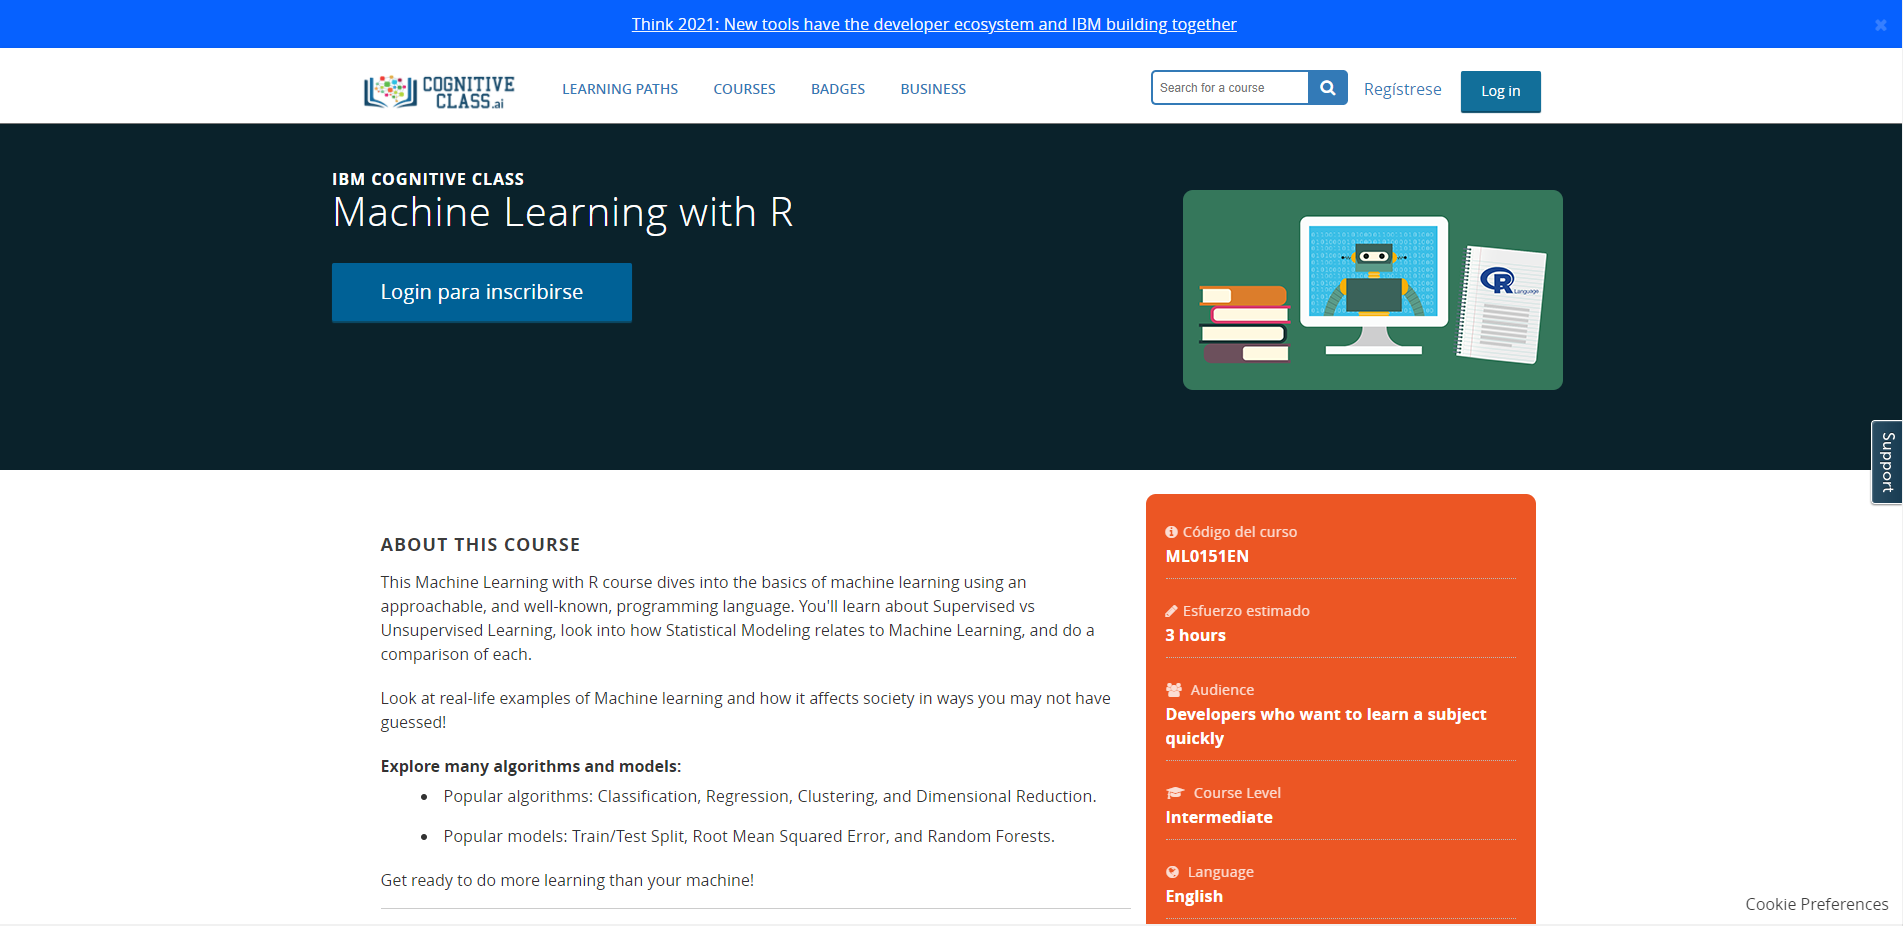 Think 2021: New tools have the developer ecosystem and IBM building together
COGNITIVE
CLASS.ai
LEARNING PATHS
COURSES
BADGES
BUSINESS
Search for a course
Regístrese
Log in
IBM COGNITIVE CLASS
Machine Learning with R
Login para inscribirse
R
Language
Support
ABOUT THIS COURSE
This Machine Learning with R course dives into the basics of machine learning using an
approachable, and well-known, programming language. You'll learn about Supervised vs
Unsupervised Learning, look into how Statistical Modeling relates to Machine Learning, and do a
comparison of each.
Look at real-life examples of Machine learning and how it affects society in ways you may not have
guessed!
Explore many algorithms and models:
• Popular algorithms: Classification, Regression, Clustering, and Dimensional Reduction.
• Popular models: Train/Test Split, Root Mean Squared Error, and Random Forests.
Get ready to do more learning than your machine!
Código del curso
ML0151EN
Esfuerzo estimado
3 hours
Audience
Developers who want to learn a subject
quickly
Course Level
Intermediate
Language
English
Cookie Preferences